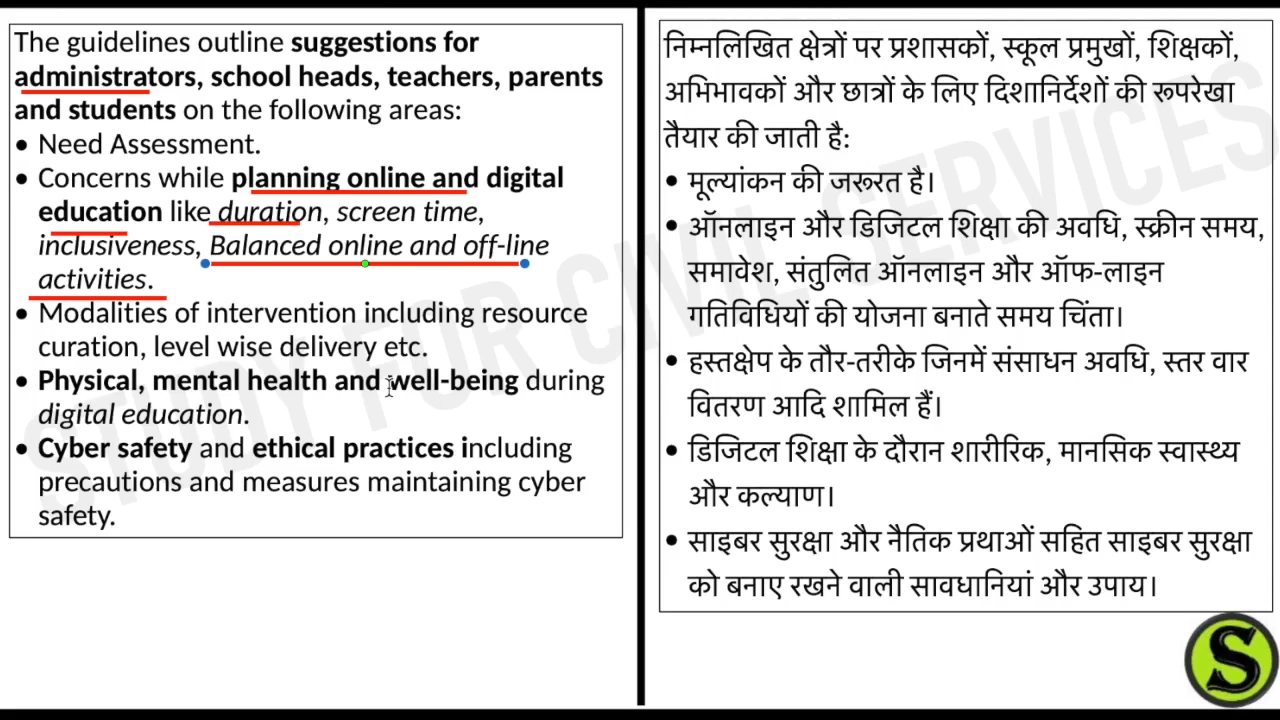 The guidelines outline suggestions for
administrators, school heads, teachers, parents
and students on the following areas:
• Need Assessment.
• Concerns while planning online and digital
education like duration, screen time,
inclusiveness, Balanced online and off-line
activities.
• Modalities of intervention including resource
curation, level wise delivery etc.
• Physical, mental health and well-being during
digital education.
• Cyber safety and ethical practices including
precautions and measures maintaining cyber
safety.
निम्नलिखित क्षेत्रों पर प्रशासकों, स्कूल प्रमुखों, शिक्षकों,
अभिभावकों और छात्रों के लिए दिशानिर्देशों की रूपरेखा
तैयार की जाती है:
• मूल्यांकन की जरूरत है।
• ऑनलाइन और डिजिटल शिक्षा की अवधि, स्क्रीन समय,
समावेश, संतुलित ऑनलाइन और ऑफ-लाइन
गतिविधियों की योजना बनाते समय चिंता।
• हस्तक्षेप के तौर-तरीके जिनमें संसाधन अवधि, स्तर वार
वितरण आदि शामिल हैं।
• डिजिटल शिक्षा के दौरान शारीरिक, मानसिक स्वास्थ्य
और कल्याण।
• साइबर सुरक्षा और नैतिक प्रथाओं सहित साइबर सुरक्षा
को बनाए रखने वाली सावधानियां और उपाय।
STUDY FOR CIVIL SERVICES
S